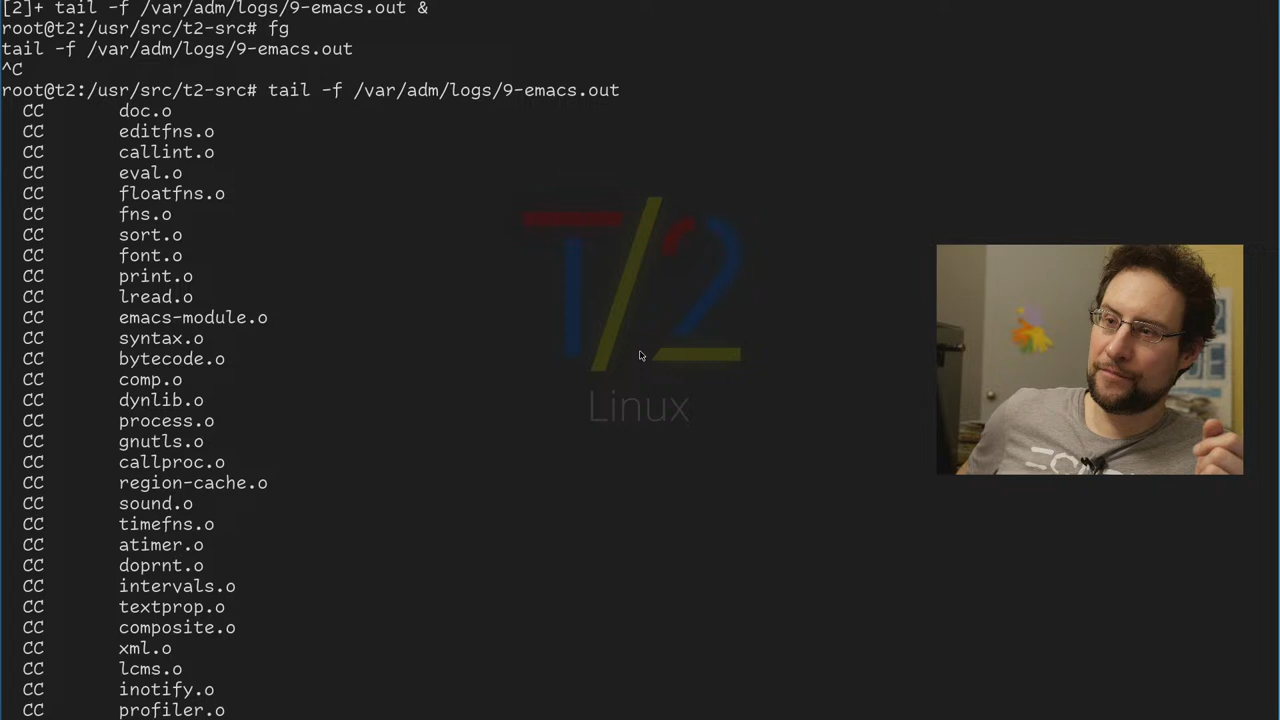 [2]+ tail -f /var/adm/logs/9-emacs.out &
root@t2:/usr/src/t2-src# fg
tail -f /var/adm/logs/9-emacs.out
^C
root@t2:/usr/src/t2-src# tail -f /var/adm/logs/9-emacs.out
CC doc.o
CC editfns.o
CC callint.o
CC eval.o
CC floatfns.o
CC fns.o
CC sort.o
CC font.o
CC print.o
CC lread.o
CC emacs-module.o
CC syntax.o
CC bytecode.o
CC comp.o
CC dynlib.o
CC process.o
CC gnutls.o
CC callproc.o
CC region-cache.o
CC sound.o
CC timefns.o
CC atimer.o
CC doprnt.o
CC intervals.o
CC textprop.o
CC composite.o
CC xml.o
CC lcms.o
CC inotify.o
CC profiler.o
T/2
Linux